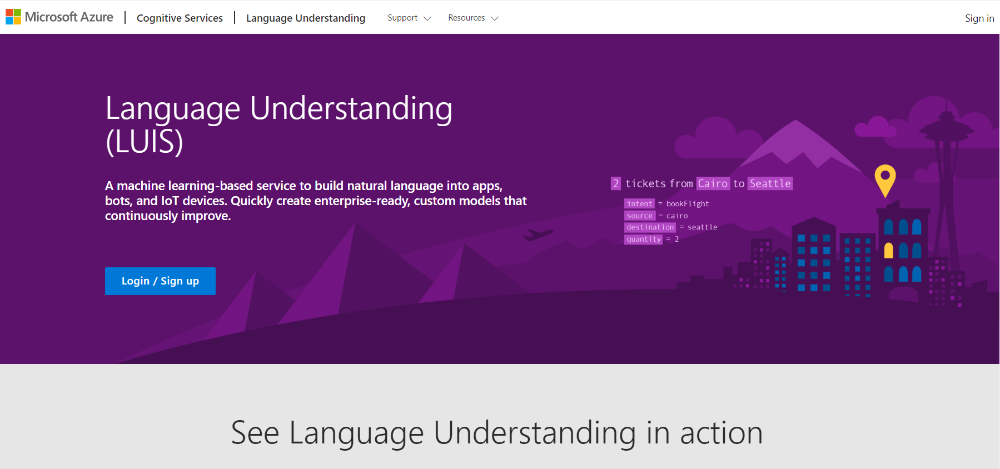 Microsoft Azure
Cognitive Services
Language Understanding
Support
Resources
Sign in
Language Understanding
(LUIS)
A machine learning-based service to build natural language into apps,
bots, and IoT devices. Quickly create enterprise-ready, custom models that
continuously improve.
Login / Sign up
2 tickets from Cairo to Seattle
intent = bookFlight
source = cairo
destination = seattle
quantity = 2
See Language Understanding in action